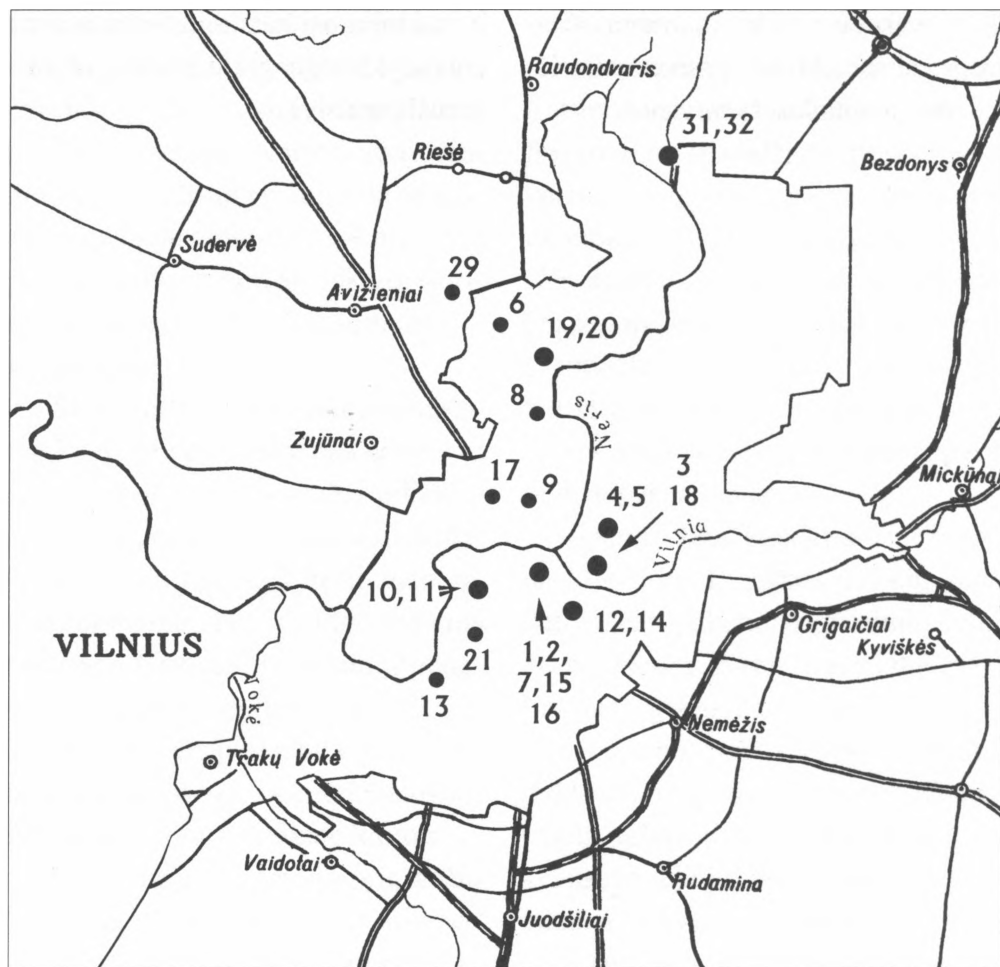 Raudondvaris
31, 32
Riešė
Bezdonys
Sudervė
29
Avižieniai
6
19, 20
8
Neris
Zujūnai
17
9
3
4,5
18
Mickūnai
Vilnia
10,11
12, 14
Grigaičiai
VILNIUS
21
1,2,
7,15
16
Kyviškės
13
Vokė
Nemėžis
Trakų Vokė
Vaidotai
Rudamina
Juodšiliai